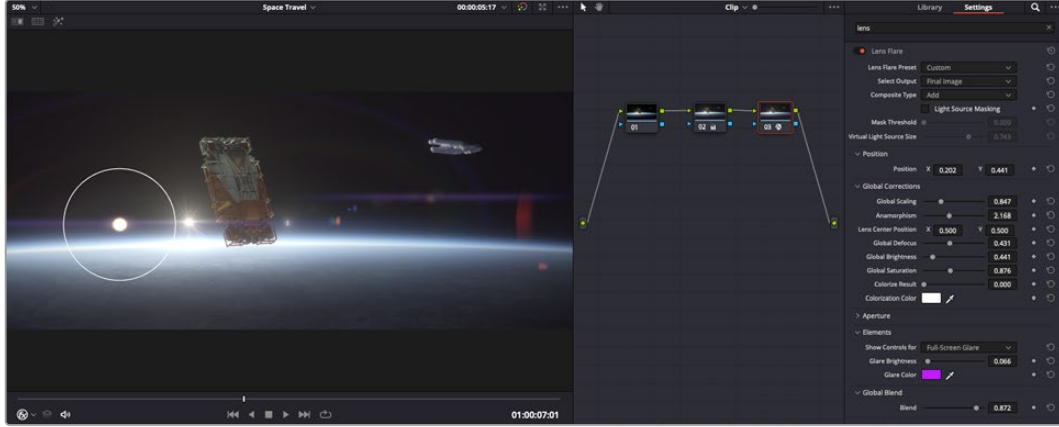 50%
Space Travel
00:00:05:17
Clip
Library
Settings
lens
Lens Flare
Lens Flare Preset Custom
Select Output Final Image
Composite Type Add
Light Source Masking
Mask Threshold 0.000
Virtual Light Source Size 0.743
Position
Position X 0.202 Y 0.441
Global Corrections
Global Scaling 0.847
Anamorphism 2.168
Lens Center Position X 0.500 Y 0.500
Global Defocus 0.431
Global Brightness 0.441
Global Saturation 0.876
Colorize Result 0.000
Colorization Color
Aperture
Elements
Show Controls for Full-Screen Glare
Glare Brightness 0.066
Glare Color
Global Blend
Blend 0.872
01
02
03
01:00:07:01